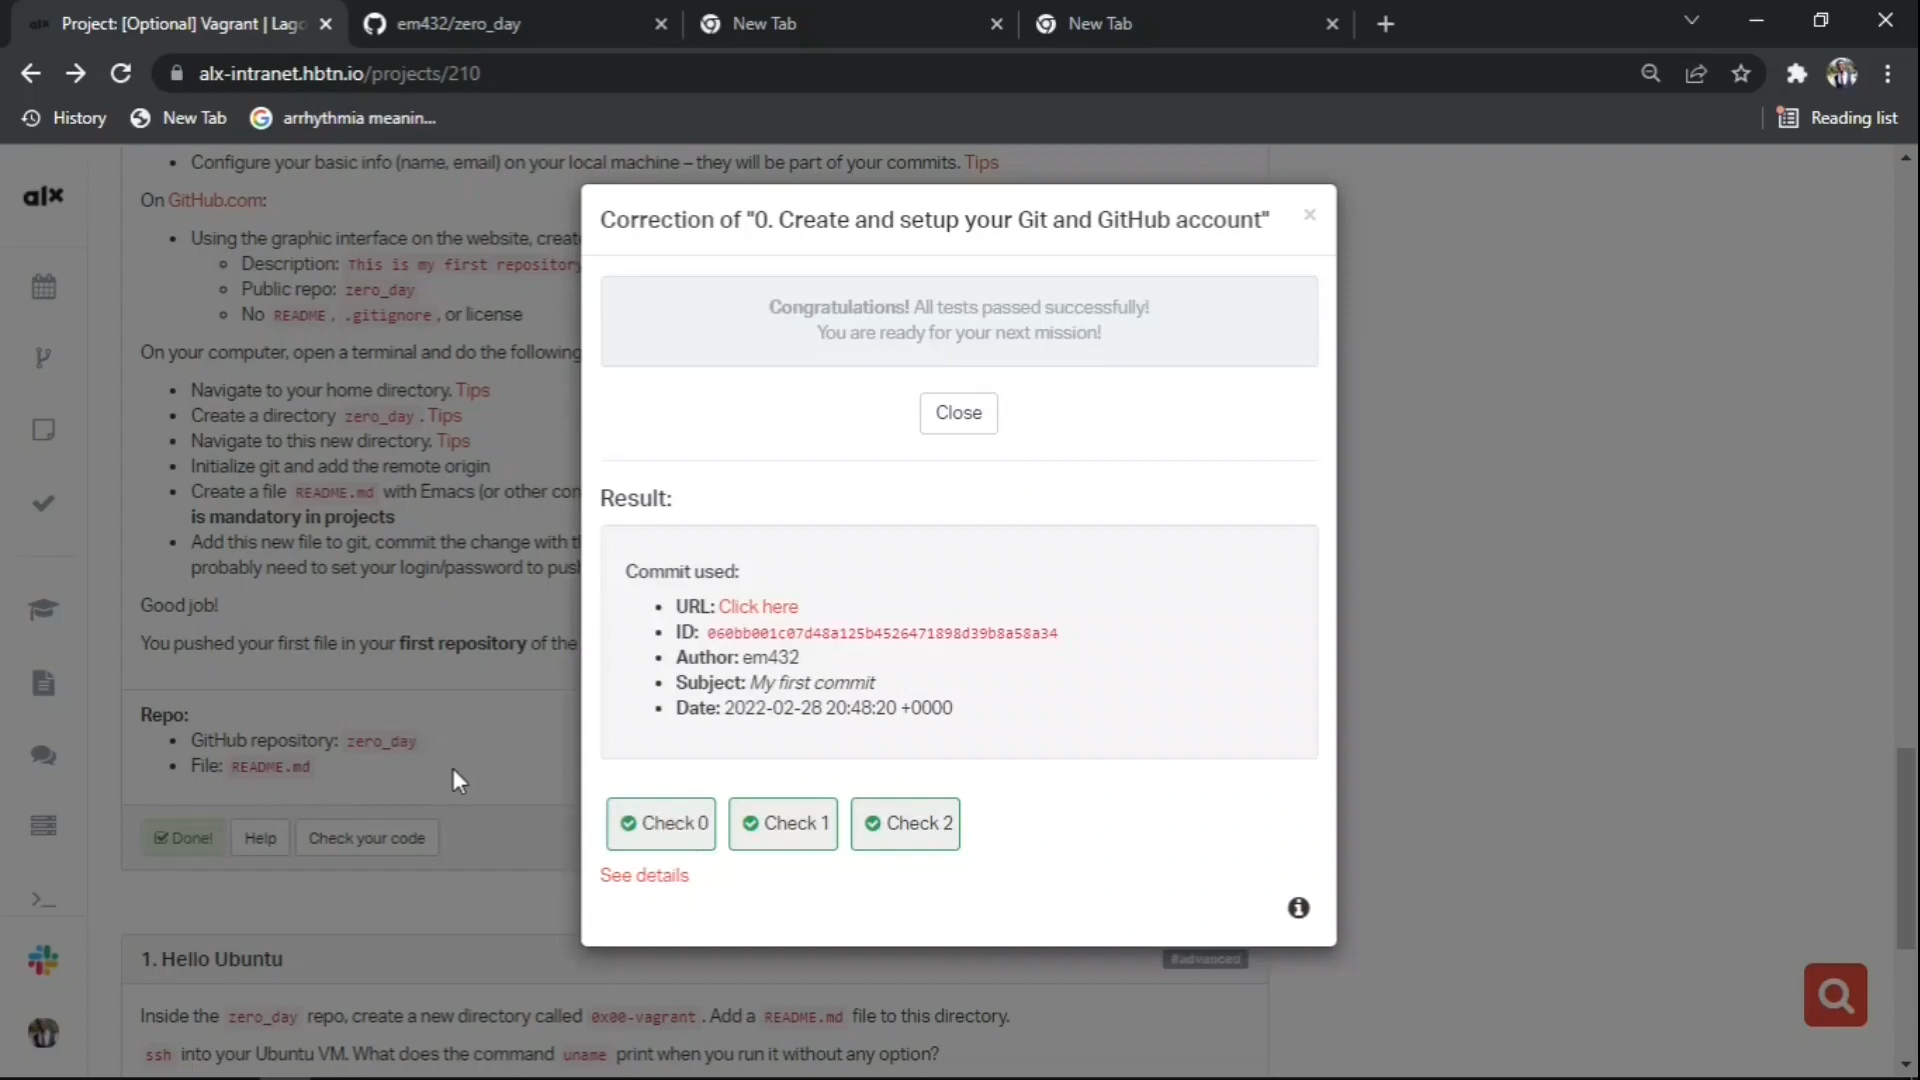 Project: [Optional] Vagrant | Lago
em432/zero_day
New Tab
New Tab
alx-intranet.hbtn.io/projects/210
History
New Tab
arrhythmia meanin...
Reading list
alx
Configure your basic info (name, email) on your local machine – they will be part of your commits. Tips
On GitHub.com:
Using the graphic interface on the website, creat
Description: This is my first repository
Public repo: zero_day
No README, .gitignore, or license
On your computer, open a terminal and do the following
Navigate to your home directory. Tips
Create a directory zero_day. Tips
Navigate to this new directory. Tips
Initialize git and add the remote origin
Create a file README.md with Emacs (or other com
is mandatory in projects
Add this new file to git, commit the change with t
probably need to set your login/password to pus
Good job!
You pushed your first file in your first repository of the
Repo:
GitHub repository: zero_day
File: README.md
Done!
Help
Check your code
1. Hello Ubuntu
#advanced
Inside the zero_day repo, create a new directory called 0x00-vagrant. Add a README.md file to this directory.
ssh into your Ubuntu VM. What does the command uname print when you run it without any option?
Correction of "0. Create and setup your Git and GitHub account"
Congratulations! All tests passed successfully!
You are ready for your next mission!
Close
Result:
Commit used:
URL: Click here
ID: 060bb001c07d48a125b4526471898d39b8a58a34
Author: em432
Subject: My first commit
Date: 2022-02-28 20:48:20 +0000
Check 0
Check 1
Check 2
See details